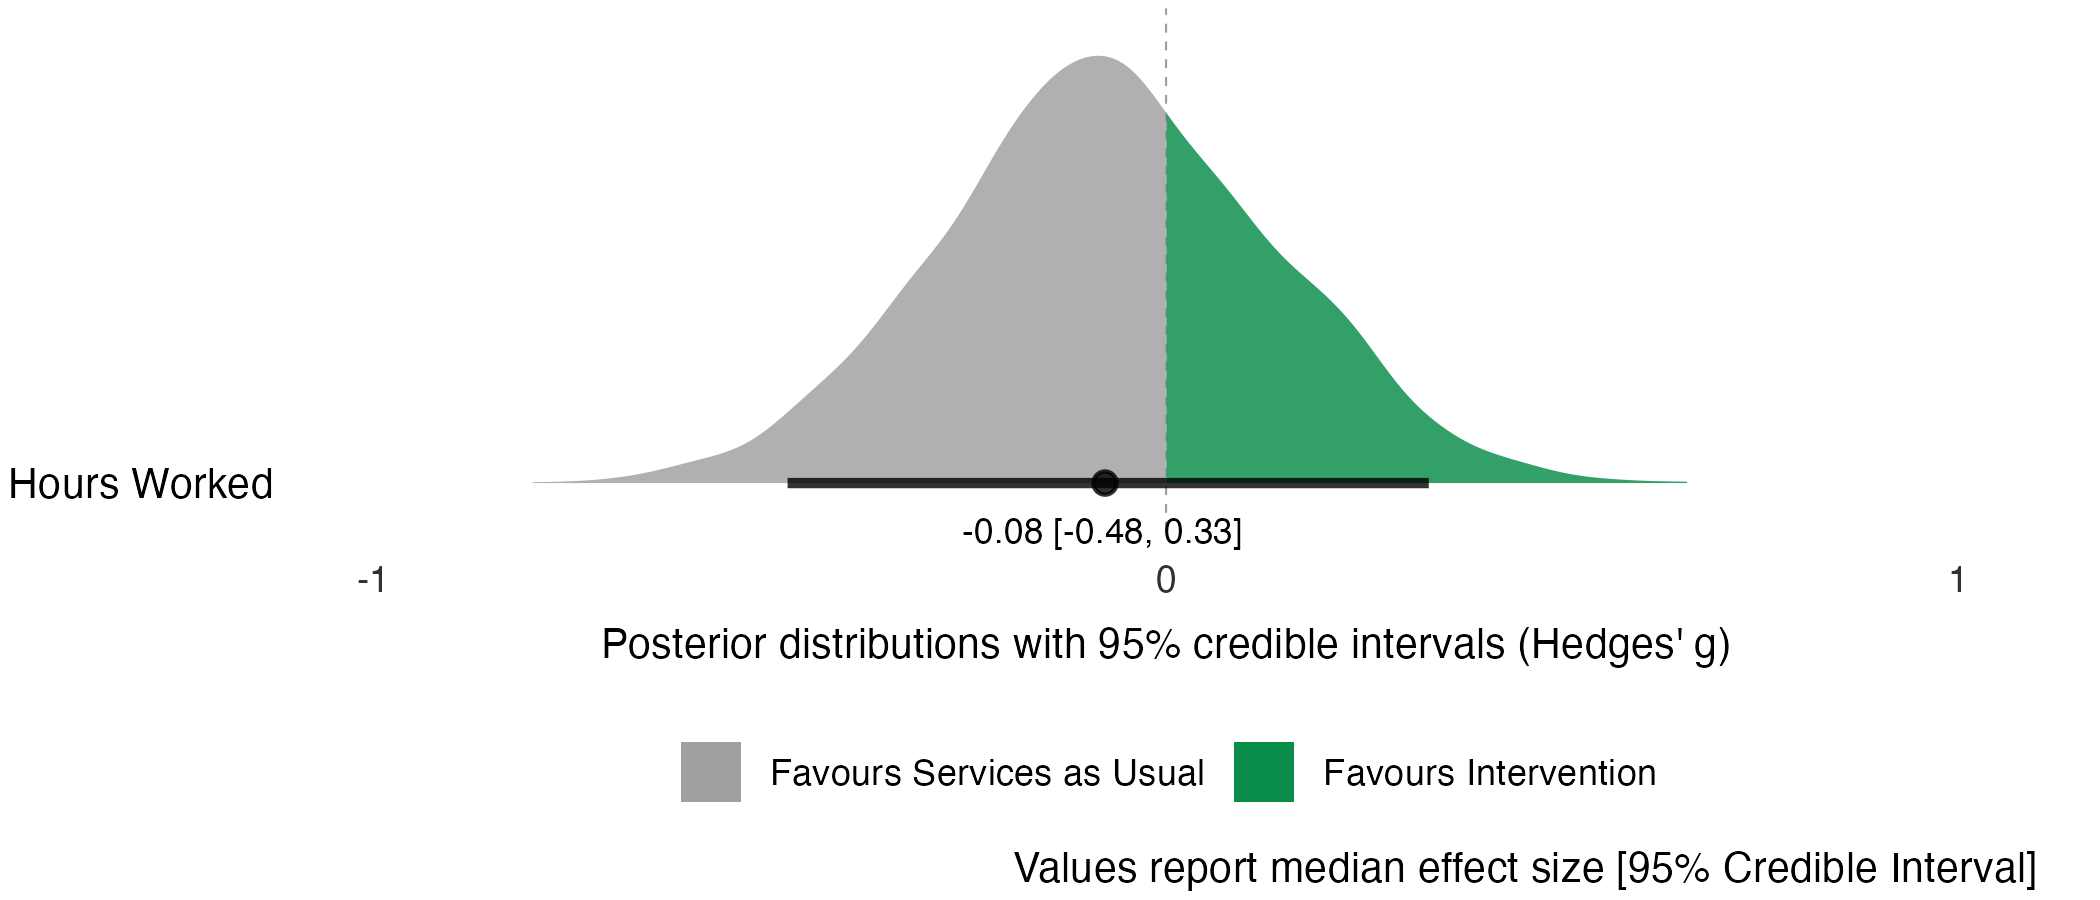 Hours Worked
-0.08 [-0.48, 0.33]
-1 0 1
Posterior distributions with 95% credible intervals (Hedges' g)
Favours Services as Usual Favours Intervention
Values report median effect size [95% Credible Interval]